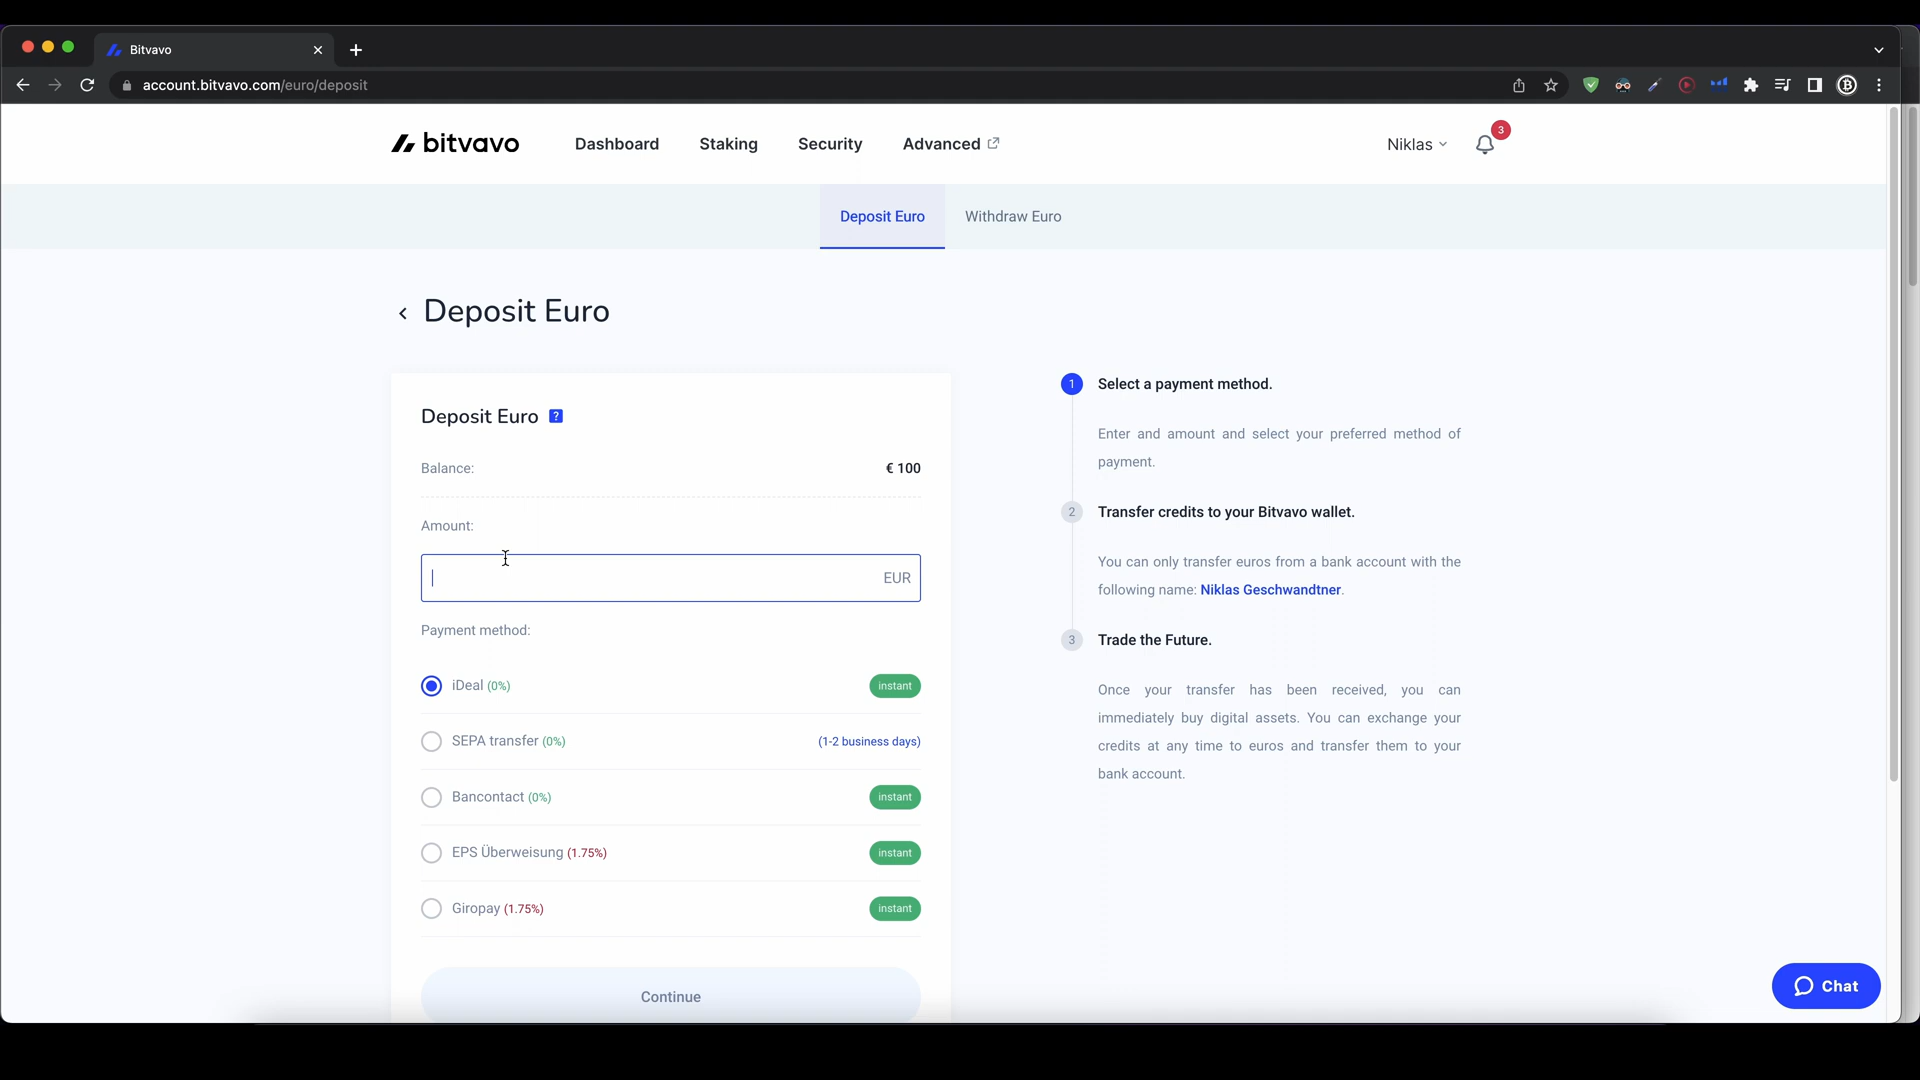 Bitvavo
account.bitvavo.com/euro/deposit
bitvavo
Dashboard
Staking
Security
Advanced
Niklas
3
Deposit Euro
Withdraw Euro
Deposit Euro
Deposit Euro ?
Balance:
€ 100
Amount:
EUR
Payment method:
iDeal (0%)
instant
SEPA transfer (0%)
(1-2 business days)
Bancontact (0%)
instant
EPS Überweisung (1.75%)
instant
Giropay (1.75%)
instant
Continue
1 Select a payment method.
Enter and amount and select your preferred method of
payment.
2 Transfer credits to your Bitvavo wallet.
You can only transfer euros from a bank account with the
following name: Niklas Geschwandtner.
3 Trade the Future.
Once your transfer has been received, you can
immediately buy digital assets. You can exchange your
credits at any time to euros and transfer them to your
bank account.
Chat